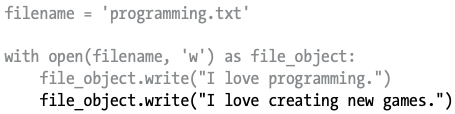 filename = 'programming.txt'
with open(filename, 'w') as file_object:
    file_object.write("I love programming.")
    file_object.write("I love creating new games.")